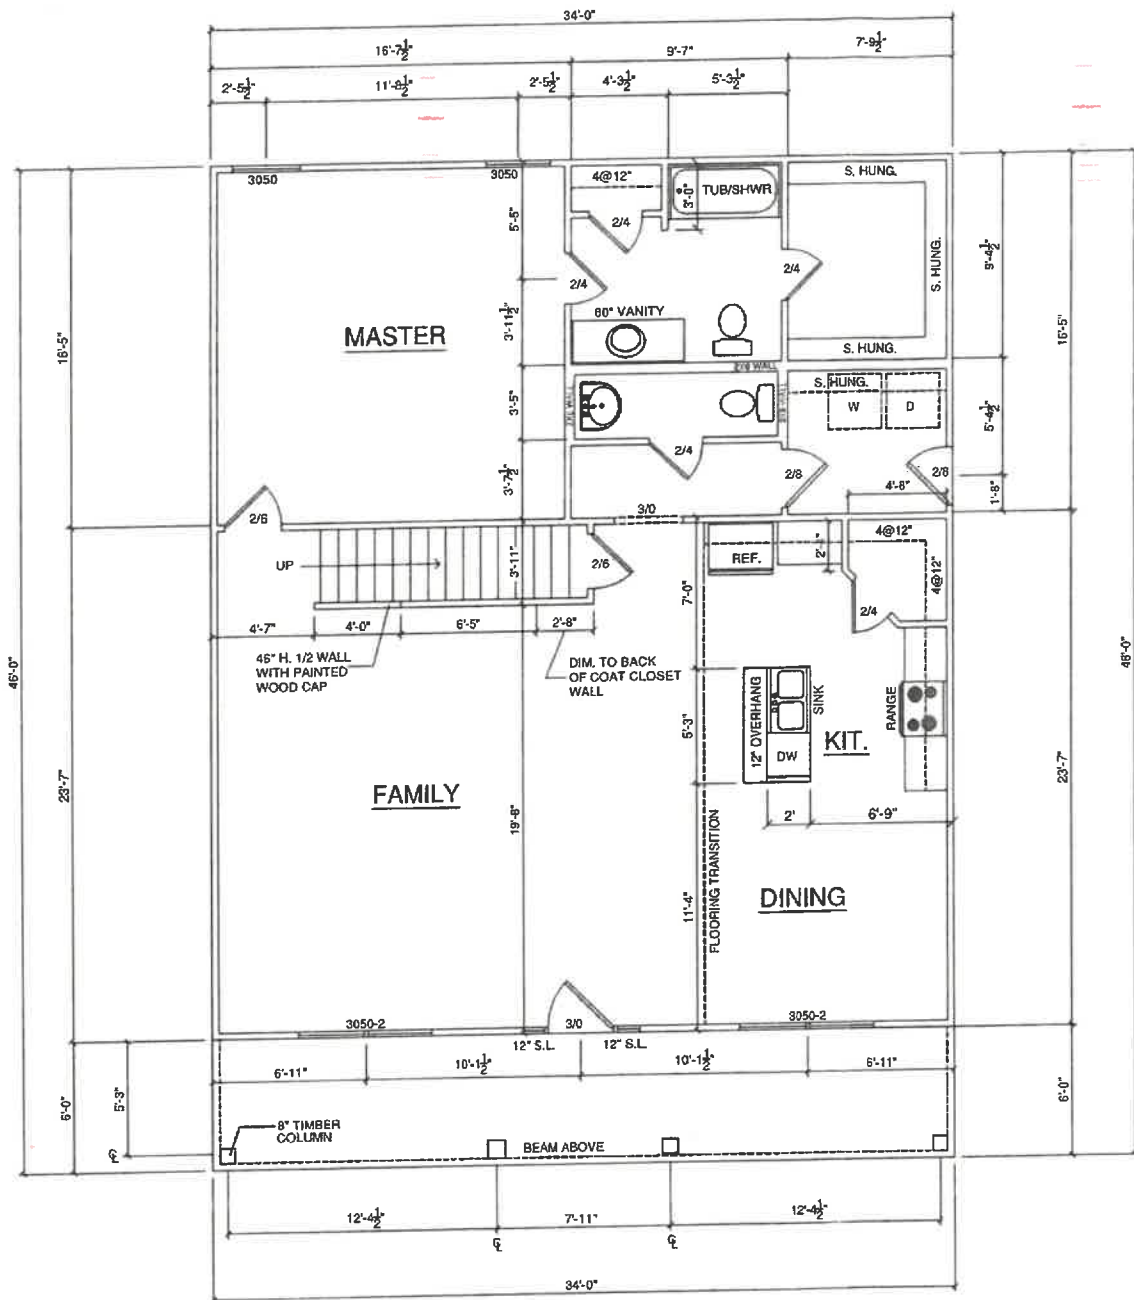 34'-0"
16'-7½"
9'-7"
7'-9½"
2'-5½"
11'-8½"
2'-5½"
4'-3½"
5'-3½"
3050
3050
4@12"
TUB/SHWR
3'-0"
S. HUNG.
2/4
5'-5"
2/4
2/4
S. HUNG.
9'-4½"
16'-5"
MASTER
3'-11½"
60" VANITY
S. HUNG.
16'-5"
2X6 WALL
3'-5"
2X6 WALL
2X6 WALL
S. HUNG.
W
D
5'-4½"
2/4
3'-7½"
2/8
2/8
4'-8"
1'-8"
3/0
2/6
UP
3'-11"
2/6
REF.
4@12"
4@12"
7'-0"
2/4
4'-7"
4'-0"
6'-5"
2'-8"
46" H. 1/2 WALL
WITH PAINTED
WOOD CAP
DIM. TO BACK
OF COAT CLOSET
WALL
46'-0"
46'-0"
5'-3"
12" OVERHANG
SINK
RANGE
DW
KIT.
23'-7"
23'-7"
FAMILY
19'-8"
2'
6'-9"
FLOORING TRANSITION
11'-4"
DINING
3050-2
3/0
3050-2
12" S.L.
12" S.L.
6'-11"
10'-1½"
10'-1½"
6'-11"
5'-3"
6'-0"
6'-0"
8" TIMBER
COLUMN
BEAM ABOVE
℄
12'-4½"
7'-11"
12'-4½"
℄
℄
34'-0"